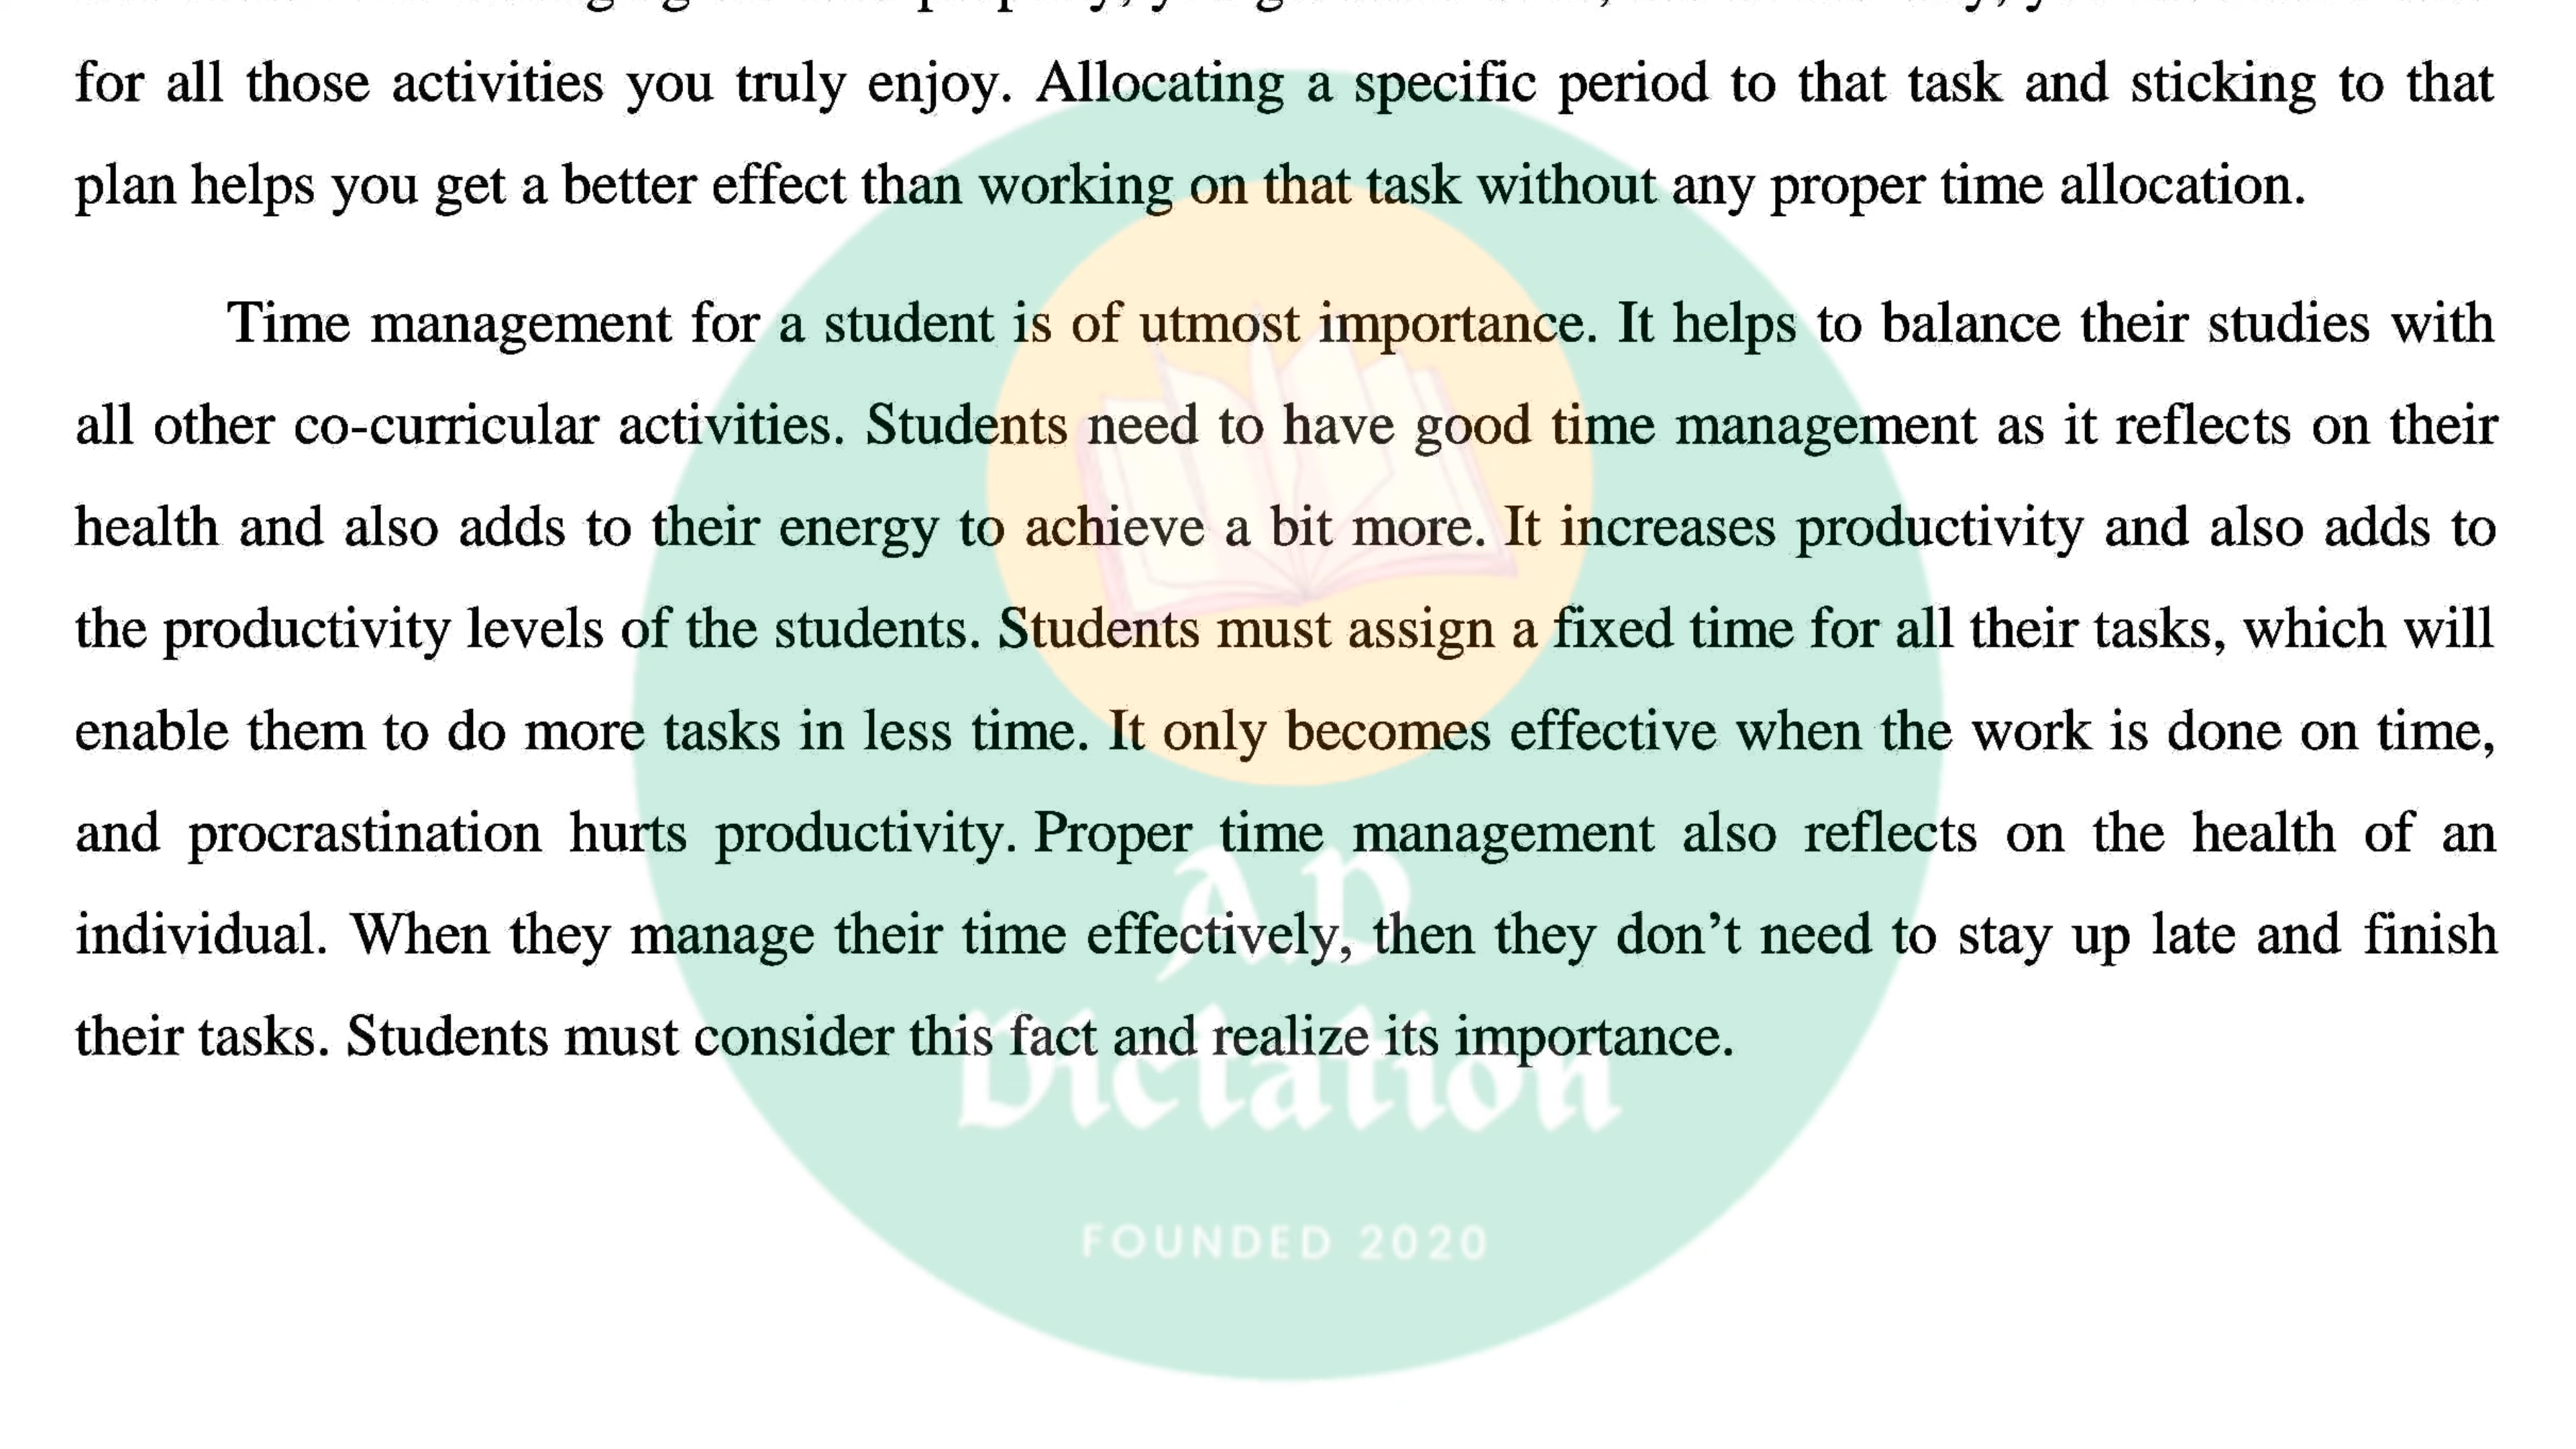 for all those activities you truly enjoy. Allocating a specific period to that task and sticking to that
plan helps you get a better effect than working on that task without any proper time allocation.
Time management for a student is of utmost importance. It helps to balance their studies with
all other co-curricular activities. Students need to have good time management as it reflects on their
health and also adds to their energy to achieve a bit more. It increases productivity and also adds to
the productivity levels of the students. Students must assign a fixed time for all their tasks, which will
enable them to do more tasks in less time. It only becomes effective when the work is done on time,
and procrastination hurts productivity. Proper time management also reflects on the health of an
individual. When they manage their time effectively, then they don’t need to stay up late and finish
their tasks. Students must consider this fact and realize its importance.
AD
Dictation
FOUNDED 2020